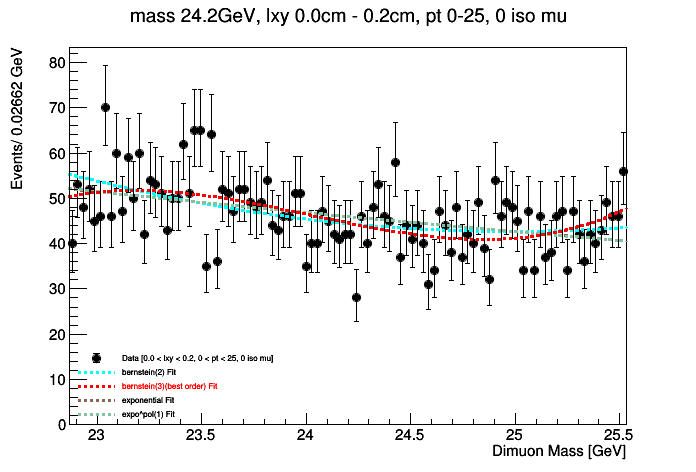 mass 24.2GeV, lxy 0.0cm - 0.2cm, pt 0-25, 0 iso mu
Events/ 0.02662 GeV
80
70
60
50
40
30
20
10
0
Data [0.0 < lxy < 0.2, 0 < pt < 25, 0 iso mu]
bernstein(2) Fit
bernstein(3)(best order) Fit
exponential Fit
expo^pol(1) Fit
23 23.5 24 24.5 25 25.5
Dimuon Mass [GeV]